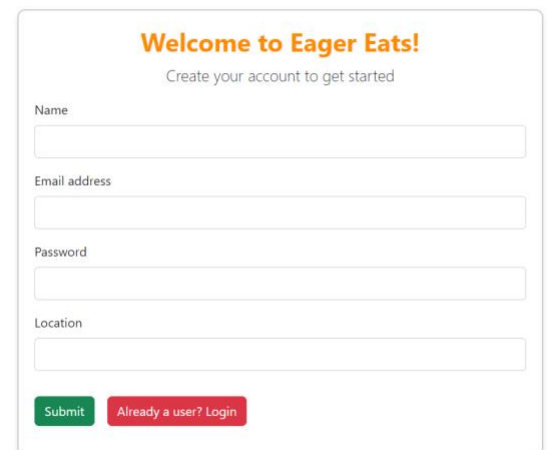 Welcome to Eager Eats!
Create your account to get started
Name
Email address
Password
Location
Submit
Already a user? Login